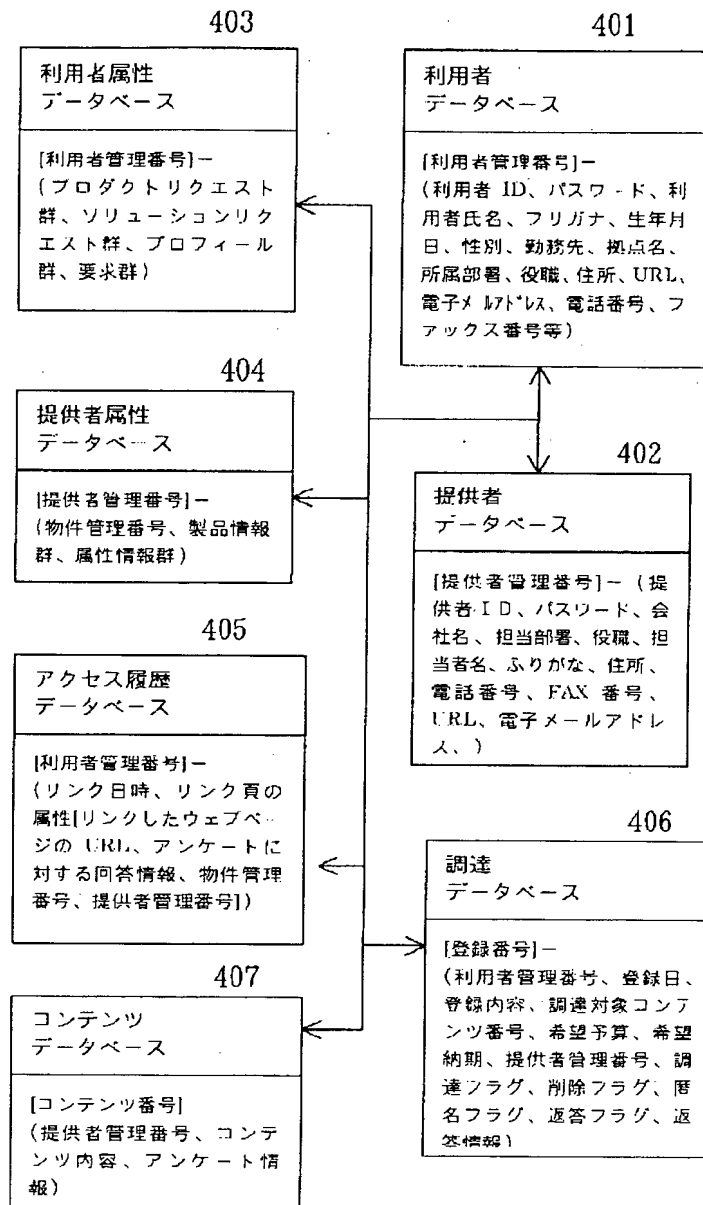 403
利用者属性
データベース
[利用者管理番号]ー
(プロダクトリクエスト
群、ソリューションリク
エスト群、プロフィール
群、要求群)
401
利用者
データベース
[利用者管理番号]ー
(利用者 ID、パスワード、利
用者氏名、フリガナ、生年月
日、性別、勤務先、拠点名、
所属部署、役職、住所、URL、
電子メールアドレス、電話番号、フ
ァックス番号等)
404
提供者属性
データベース
[提供者管理番号]ー
(物件管理番号、製品情報
群、属性情報群)
402
提供者
データベース
[提供者管理番号]ー (提
供者ID、パスワード、会
社名、担当部署、役職、担
当者名、ふりがな、住所、
電話番号、FAX 番号、
URL、電子メールアドレ
ス、)
405
アクセス履歴
データベース
[利用者管理番号]ー
(リンク日時、リンク頁の
属性[リンクしたウェブペー
ジの URL、アンケートに
対する回答情報、物件管理
番号、提供者管理番号])
406
調達
データベース
[登録番号]ー
(利用者管理番号、登録日、
登録内容、調達対象コンテ
ンツ番号、希望予算、希望
納期、提供者管理番号、調
達フラグ、削除フラグ、匿
名フラグ、返答フラグ、返
答情報)
407
コンテンツ
データベース
[コンテンツ番号]
(提供者管理番号、コンテ
ンツ内容、アンケート情
報)